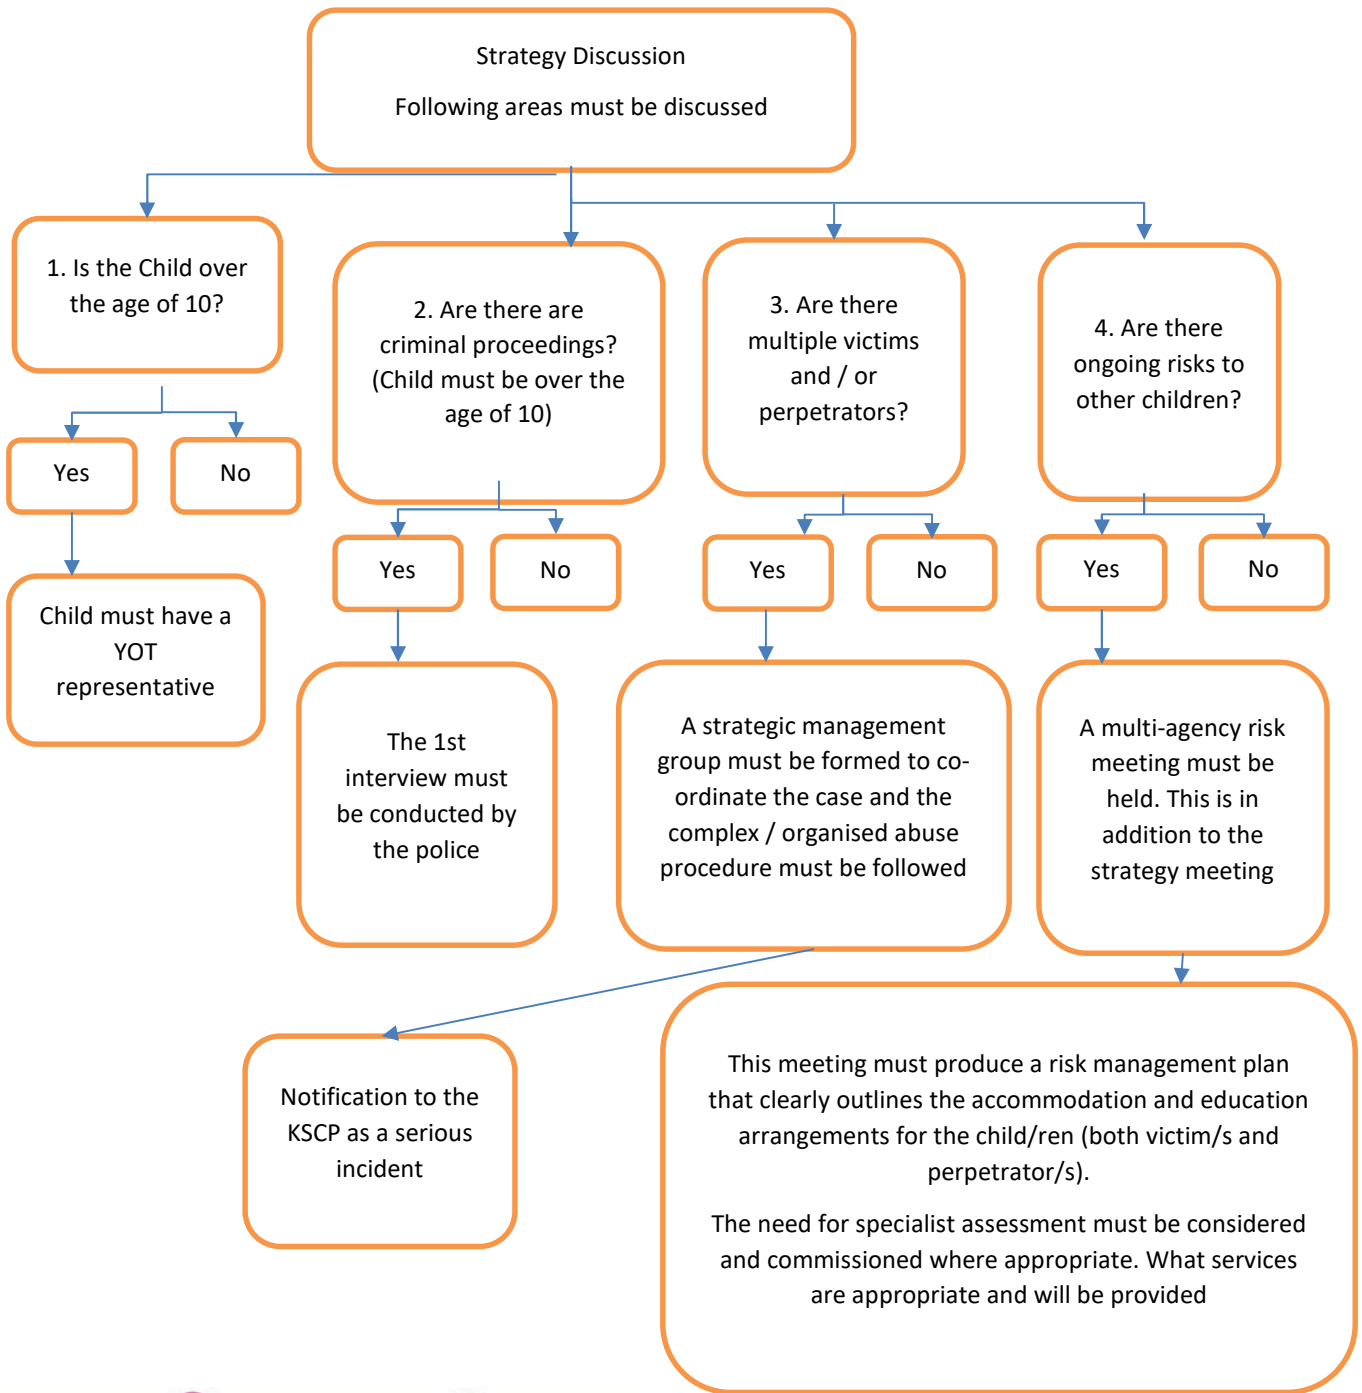 Strategy Discussion
Following areas must be discussed
1. Is the Child over
the age of 10?
2. Are there are
criminal proceedings?
(Child must be over the
age of 10)
3. Are there
multiple victims
and / or
perpetrators?
4. Are there
ongoing risks to
other children?
Yes
No
Yes
No
Yes
No
Yes
No
Child must have a
YOT
representative
The 1st
interview must
be conducted by
the police
A strategic management
group must be formed to co-
ordinate the case and the
complex / organised abuse
procedure must be followed
A multi-agency risk
meeting must be
held. This is in
addition to the
strategy meeting
Notification to the
KSCP as a serious
incident
This meeting must produce a risk management plan
that clearly outlines the accommodation and education
arrangements for the child/ren (both victim/s and
perpetrator/s).
The need for specialist assessment must be considered
and commissioned where appropriate. What services
are appropriate and will be provided